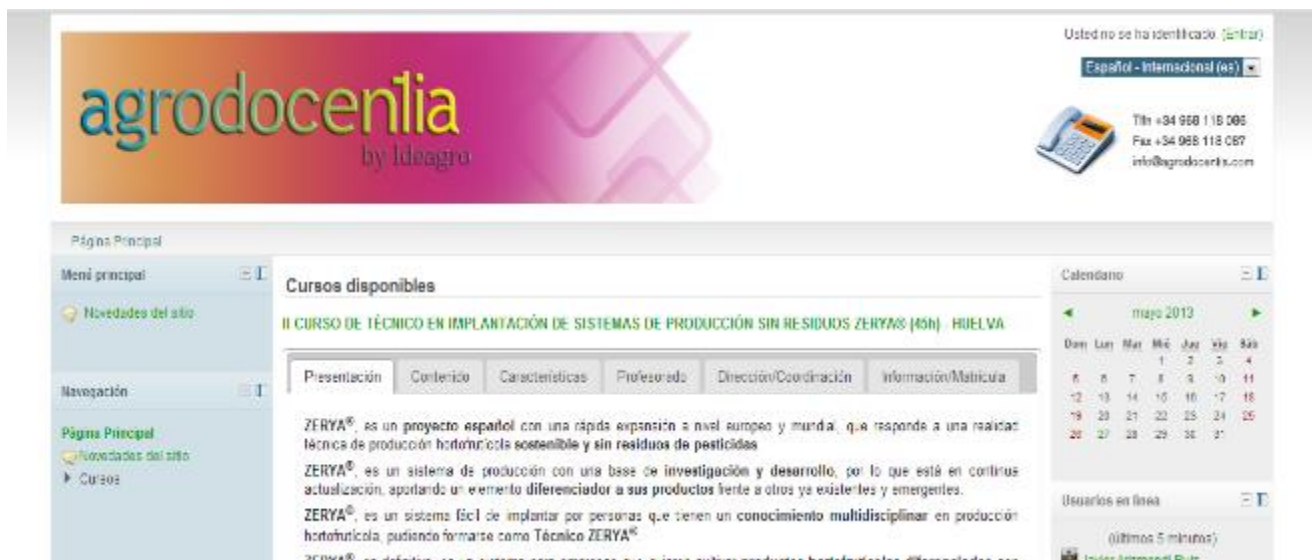 Usted no se ha identificado. (Entrar)
Español - Internacional (es)
agrodocentia
by Ideagro
Tfn +34 968 118 086
Fax +34 968 118 087
info@agrodocentia.com
Página Principal
Menú principal
Novedades del sitio
Navegación
Página Principal
Novedades del sitio
Cursos
Cursos disponibles
II CURSO DE TÉCNICO EN IMPLANTACIÓN DE SISTEMAS DE PRODUCCIÓN SIN RESIDUOS ZERYA® (45h) - HUELVA
Presentación Contenido Características Profesorado Dirección/Coordinación Información/Matrícula
ZERYA®, es un proyecto español con una rápida expansión a nivel europeo y mundial, que responde a una realidad
técnica de producción hortofrutícola sostenible y sin residuos de pesticidas
ZERYA®, es un sistema de producción con una base de investigación y desarrollo, por lo que está en continua
actualización, aportando un elemento diferenciador a sus productos frente a otros ya existentes y emergentes.
ZERYA®, es un sistema fácil de implantar por personas que tienen un conocimiento multidisciplinar en producción
hortofrutícola, pudiendo formarse como Técnico ZERYA®
Calendario
mayo 2013
Dom Lun Mar Mié Jue Vie Sáb
1 2 3 4
5 6 7 8 9 10 11
12 13 14 15 16 17 18
19 20 21 22 23 24 25
26 27 28 29 30 31
Usuarios en línea
(últimos 5 minutos)